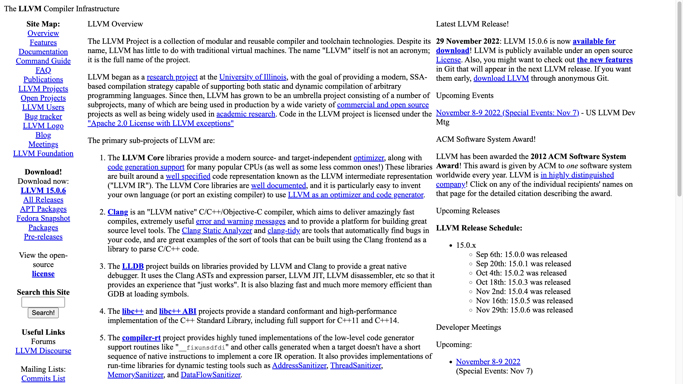 The LLVM Compiler Infrastructure
Site Map:
Overview
Features
Documentation
Command Guide
FAQ
Publications
LLVM Projects
Open Projects
LLVM Users
Bug tracker
LLVM Logo
Blog
Meetings
LLVM Foundation
Download!
Download now:
LLVM 15.0.6
All Releases
APT Packages
Fedora Snapshot
Packages
Pre-releases
View the open-
source
license
Search this Site
Search!
Useful Links
Forums
LLVM Discourse
Mailing Lists:
Commits List
LLVM Overview
The LLVM Project is a collection of modular and reusable compiler and toolchain technologies. Despite its
name, LLVM has little to do with traditional virtual machines. The name "LLVM" itself is not an acronym;
it is the full name of the project.
LLVM began as a research project at the University of Illinois, with the goal of providing a modern, SSA-
based compilation strategy capable of supporting both static and dynamic compilation of arbitrary
programming languages. Since then, LLVM has grown to be an umbrella project consisting of a number of
subprojects, many of which are being used in production by a wide variety of commercial and open source
projects as well as being widely used in academic research. Code in the LLVM project is licensed under the
"Apache 2.0 License with LLVM exceptions"
The primary sub-projects of LLVM are:
1. The LLVM Core libraries provide a modern source- and target-independent optimizer, along with
code generation support for many popular CPUs (as well as some less common ones!) These libraries
are built around a well specified code representation known as the LLVM intermediate representation
("LLVM IR"). The LLVM Core libraries are well documented, and it is particularly easy to invent
your own language (or port an existing compiler) to use LLVM as an optimizer and code generator.
2. Clang is an "LLVM native" C/C++/Objective-C compiler, which aims to deliver amazingly fast
compiles, extremely useful error and warning messages and to provide a platform for building great
source level tools. The Clang Static Analyzer and clang-tidy are tools that automatically find bugs in
your code, and are great examples of the sort of tools that can be built using the Clang frontend as a
library to parse C/C++ code.
3. The LLDB project builds on libraries provided by LLVM and Clang to provide a great native
debugger. It uses the Clang ASTs and expression parser, LLVM JIT, LLVM disassembler, etc so that it
provides an experience that "just works". It is also blazing fast and much more memory efficient than
GDB at loading symbols.
4. The libc++ and libc++ ABI projects provide a standard conformant and high-performance
implementation of the C++ Standard Library, including full support for C++11 and C++14.
5. The compiler-rt project provides highly tuned implementations of the low-level code generator
support routines like "__fixunsdfdi" and other calls generated when a target doesn't have a short
sequence of native instructions to implement a core IR operation. It also provides implementations of
run-time libraries for dynamic testing tools such as AddressSanitizer, ThreadSanitizer,
MemorySanitizer, and DataFlowSanitizer.
Latest LLVM Release!
29 November 2022: LLVM 15.0.6 is now available for
download! LLVM is publicly available under an open source
License. Also, you might want to check out the new features
in Git that will appear in the next LLVM release. If you want
them early, download LLVM through anonymous Git.
Upcoming Events
November 8-9 2022 (Special Events: Nov 7) - US LLVM Dev
Mtg
ACM Software System Award!
LLVM has been awarded the 2012 ACM Software System
Award! This award is given by ACM to one software system
worldwide every year. LLVM is in highly distinguished
company! Click on any of the individual recipients' names on
that page for the detailed citation describing the award.
Upcoming Releases
LLVM Release Schedule:
15.0.x
Sep 6th: 15.0.0 was released
Sep 20th: 15.0.1 was released
Oct 4th: 15.0.2 was released
Oct 18th: 15.0.3 was released
Nov 2nd: 15.0.4 was released
Nov 16th: 15.0.5 was released
Nov 29th: 15.0.6 was released
Developer Meetings
Upcoming:
November 8-9 2022
(Special Events: Nov 7)